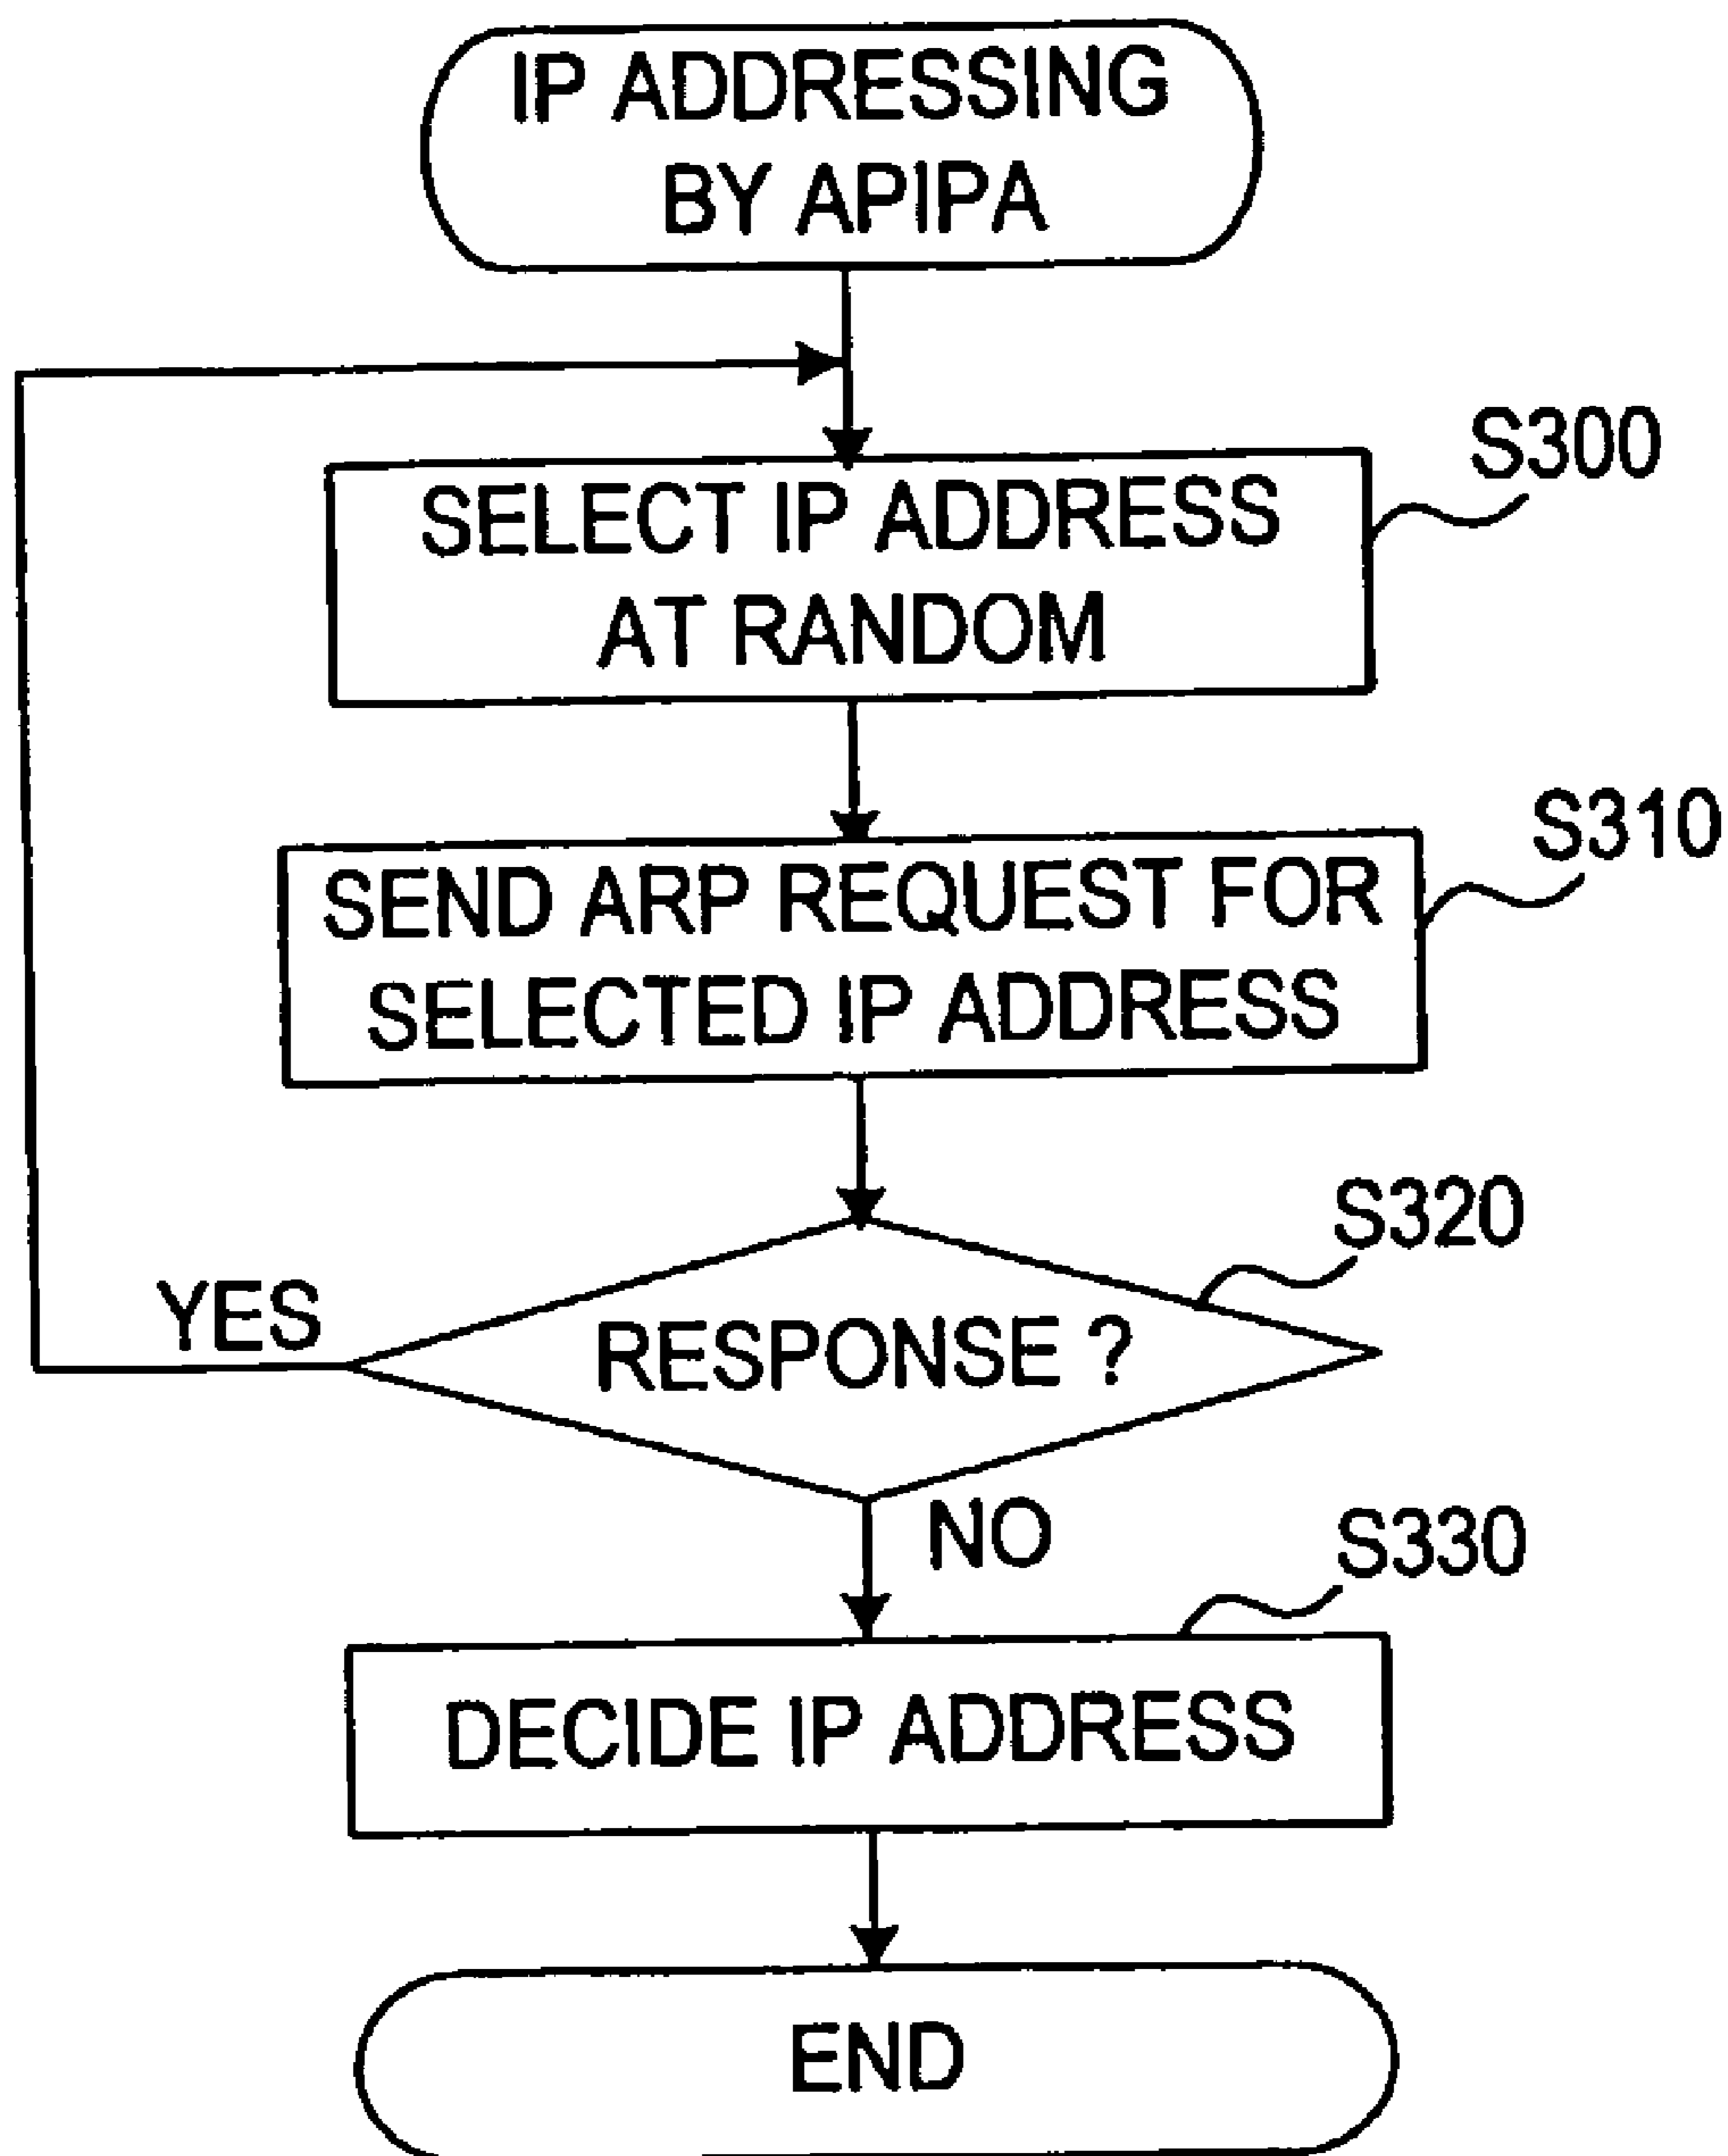 IP ADDRESSING
BY APIPA
S300
SELECT IP ADDRESS
AT RANDOM
S310
SEND ARP REQUEST FOR
SELECTED IP ADDRESS
S320
YES
RESPONSE ?
NO
S330
DECIDE IP ADDRESS
END